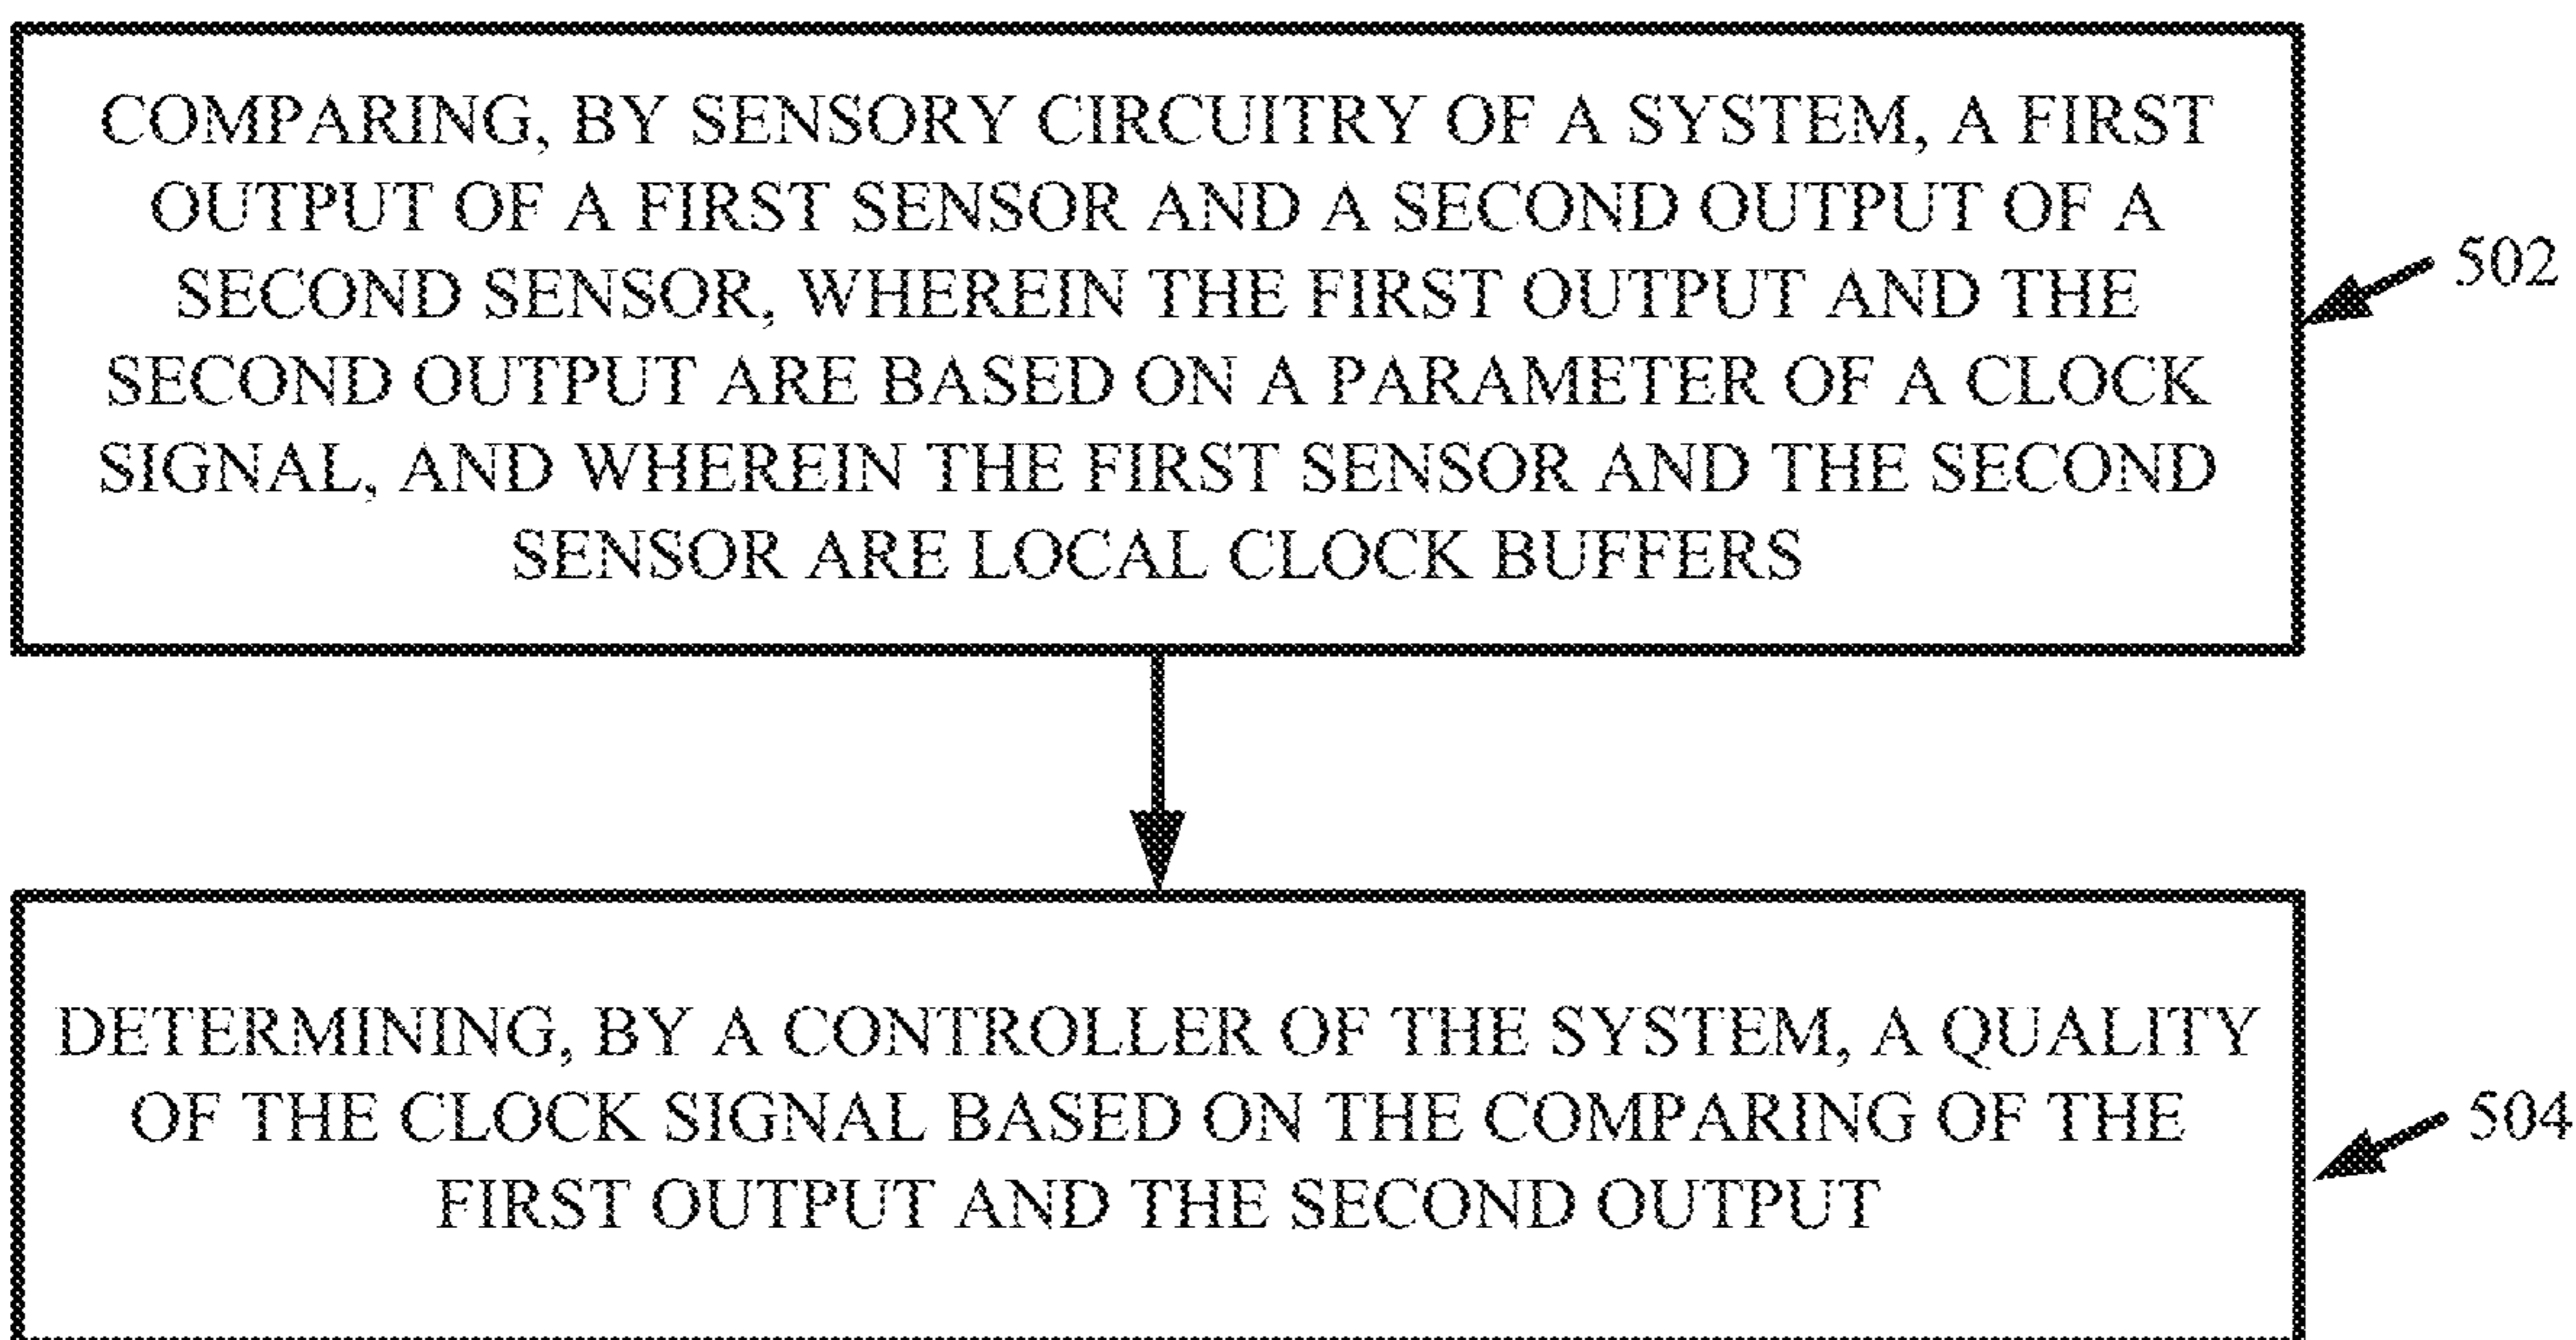 COMPARING, BY SENSORY CIRCUITRY OF A SYSTEM, A FIRST
OUTPUT OF A FIRST SENSOR AND A SECOND OUTPUT OF A
SECOND SENSOR, WHEREIN THE FIRST OUTPUT AND THE
SECOND OUTPUT ARE BASED ON A PARAMETER OF A CLOCK
SIGNAL, AND WHEREIN THE FIRST SENSOR AND THE SECOND
SENSOR ARE LOCAL CLOCK BUFFERS
502
DETERMINING, BY A CONTROLLER OF THE SYSTEM, A QUALITY
OF THE CLOCK SIGNAL BASED ON THE COMPARING OF THE
FIRST OUTPUT AND THE SECOND OUTPUT
504